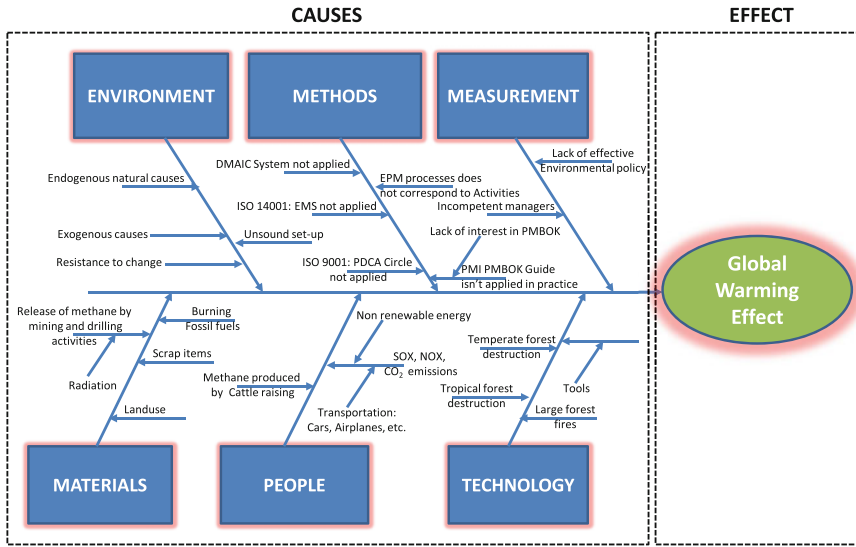 CAUSES
EFFECT
ENVIRONMENT
METHODS
MEASUREMENT
Endogenous natural causes
Exogenous causes
Unsound set-up
Resistance to change
DMAIC System not applied
EPM processes does
not correspond to Activities
ISO 14001: EMS not applied
Lack of interest in PMBOK
ISO 9001: PDCA Circle
not applied
PMI PMBOK Guide
isn't applied in practice
Lack of effective
Environmental policy
Incompetent managers
Global
Warming
Effect
Release of methane by
mining and drilling
activities
Burning
Fossil fuels
Scrap items
Radiation
Landuse
Non renewable energy
SOX, NOX,
CO2 emissions
Methane produced
by Cattle raising
Transportation:
Cars, Airplanes, etc.
Temperate forest
destruction
Tools
Tropical forest
destruction
Large forest
fires
MATERIALS
PEOPLE
TECHNOLOGY